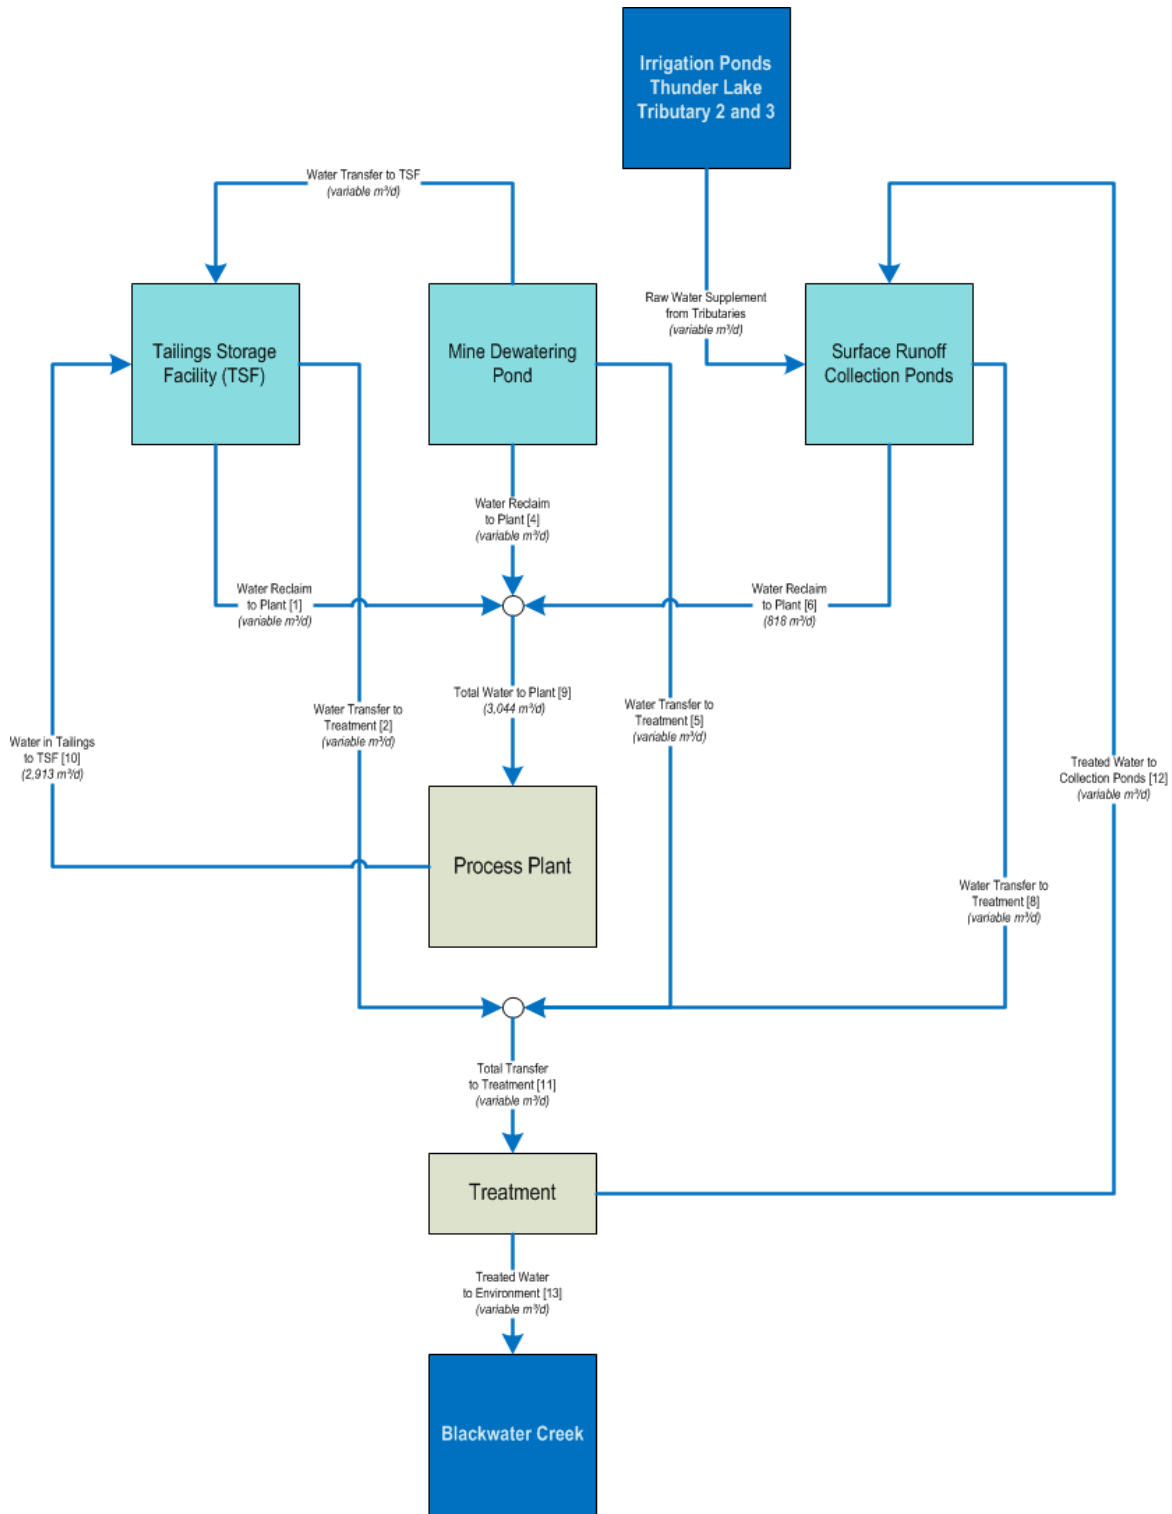 Irrigation Ponds
Thunder Lake
Tributary 2 and 3
Water Transfer to TSF
(variable m³/d)
Raw Water Supplement
from Tributaries
(variable m³/d)
Tailings Storage
Facility (TSF)
Mine Dewatering
Pond
Surface Runoff
Collection Ponds
Water Reclaim
to Plant [4]
(variable m³/d)
Water Reclaim
to Plant [1]
(variable m³/d)
Water Reclaim
to Plant [6]
(818 m³/d)
Total Water to Plant [9]
(3,044 m³/d)
Water Transfer to
Treatment [2]
(variable m³/d)
Water Transfer to
Treatment [5]
(variable m³/d)
Water in Tailings
to TSF [10]
(2,913 m³/d)
Treated Water to
Collection Ponds [12]
(variable m³/d)
Process Plant
Water Transfer to
Treatment [8]
(variable m³/d)
Total Transfer
to Treatment [11]
(variable m³/d)
Treatment
Treated Water
to Environment [13]
(variable m³/d)
Blackwater Creek